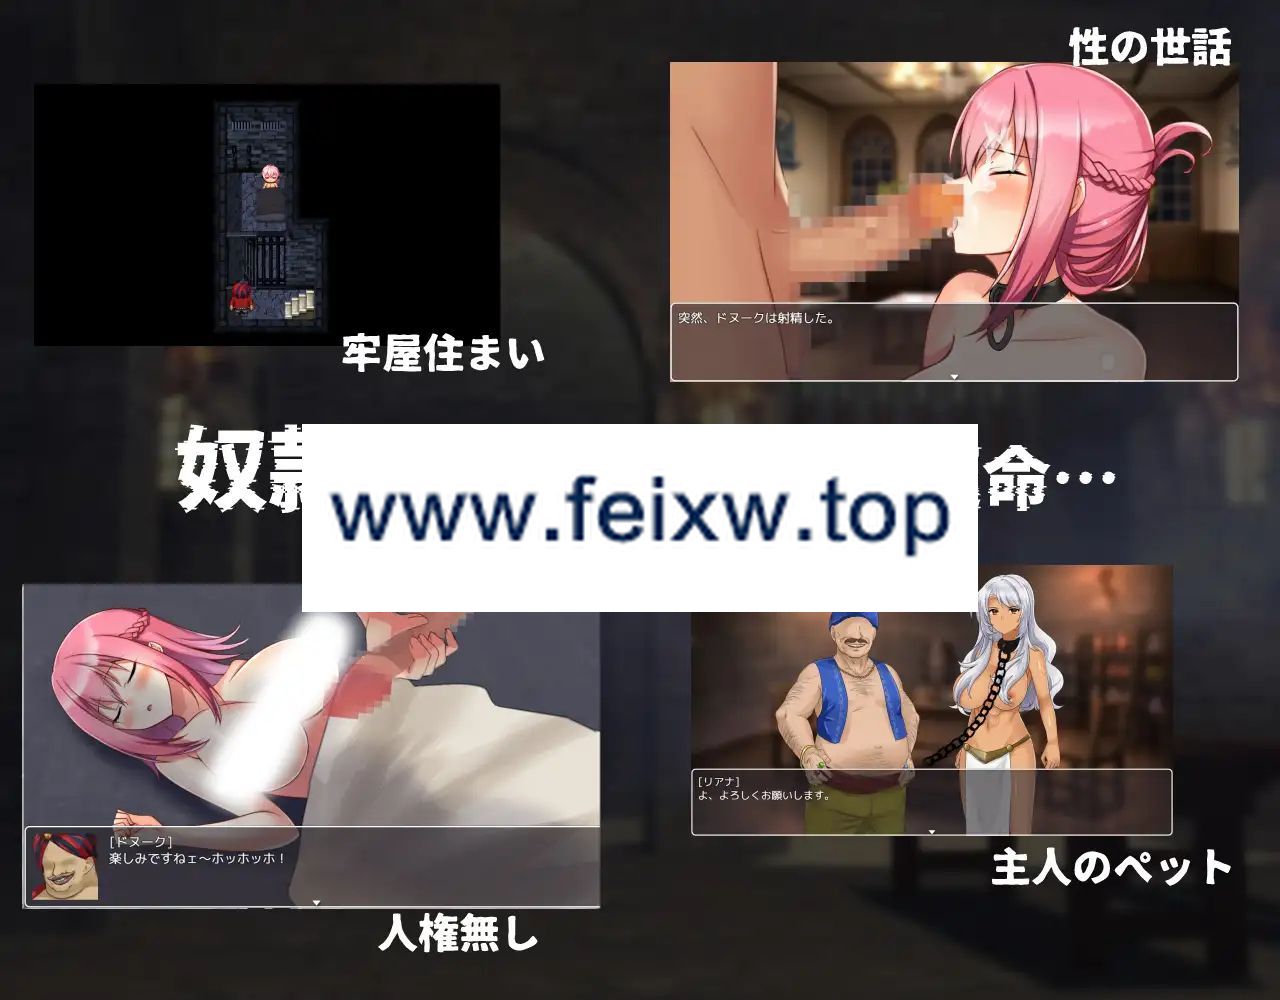 性の世話
突然、ドヌークは射精した。
牢屋住まい
奴隷
命…
www.feixw.top
[ドヌーク]
楽しみですねェ~ホッホッホ!
人権無し
[リアナ]
よ、よろしくお願いします。
主人のペット